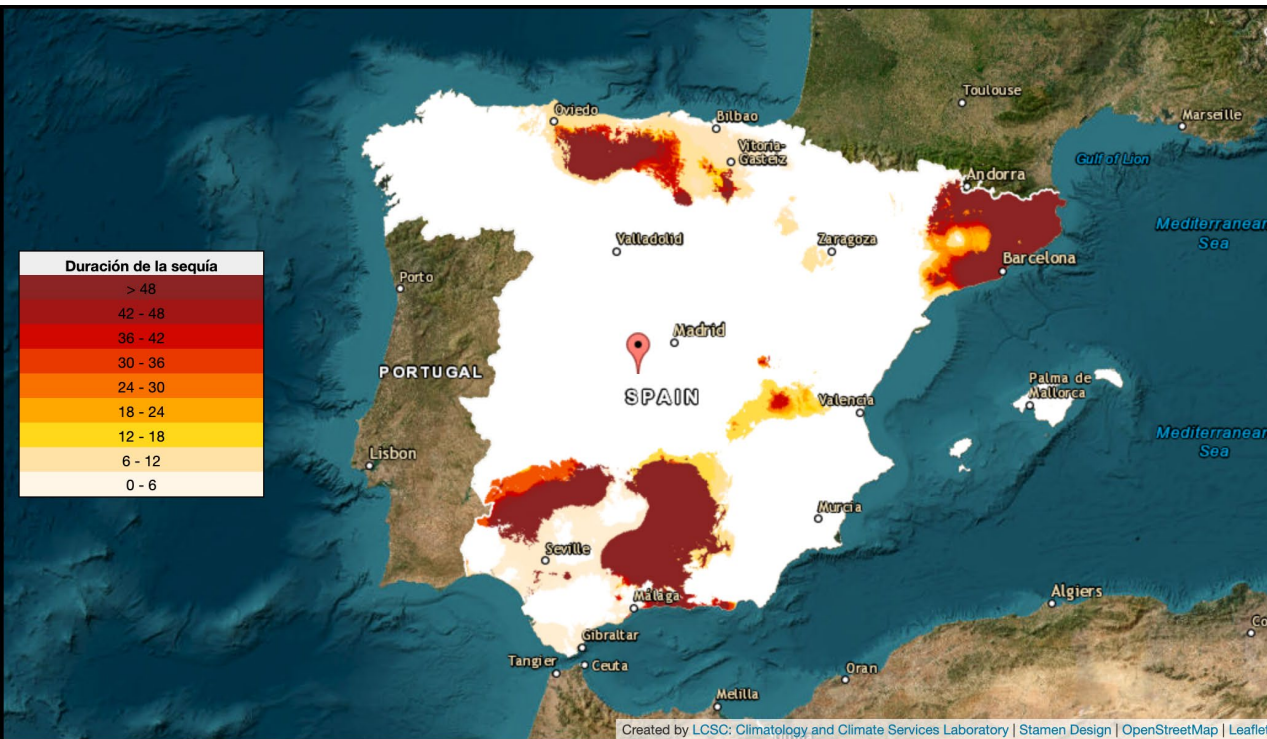 Toulouse
Marseille
Oviedo
Bilbao
Vitoria-
Gasteiz
Gulf of Lion
Andorra
Mediterranean
Sea
Valladolid
Zaragoza
Barcelona
Duración de la sequía
> 48
42 - 48
36 - 42
30 - 36
24 - 30
18 - 24
12 - 18
6 - 12
0 - 6
Porto
Madrid
PORTUGAL
SPAIN
Palma de
Mallorca
Valencia
Mediterranean
Sea
Lisbon
Murcia
Seville
Málaga
Algiers
Gibraltar
Tangier
Ceuta
Oran
Melilla
Co
Created by LCSC: Climatology and Climate Services Laboratory | Stamen Design | OpenStreetMap | Leaflet